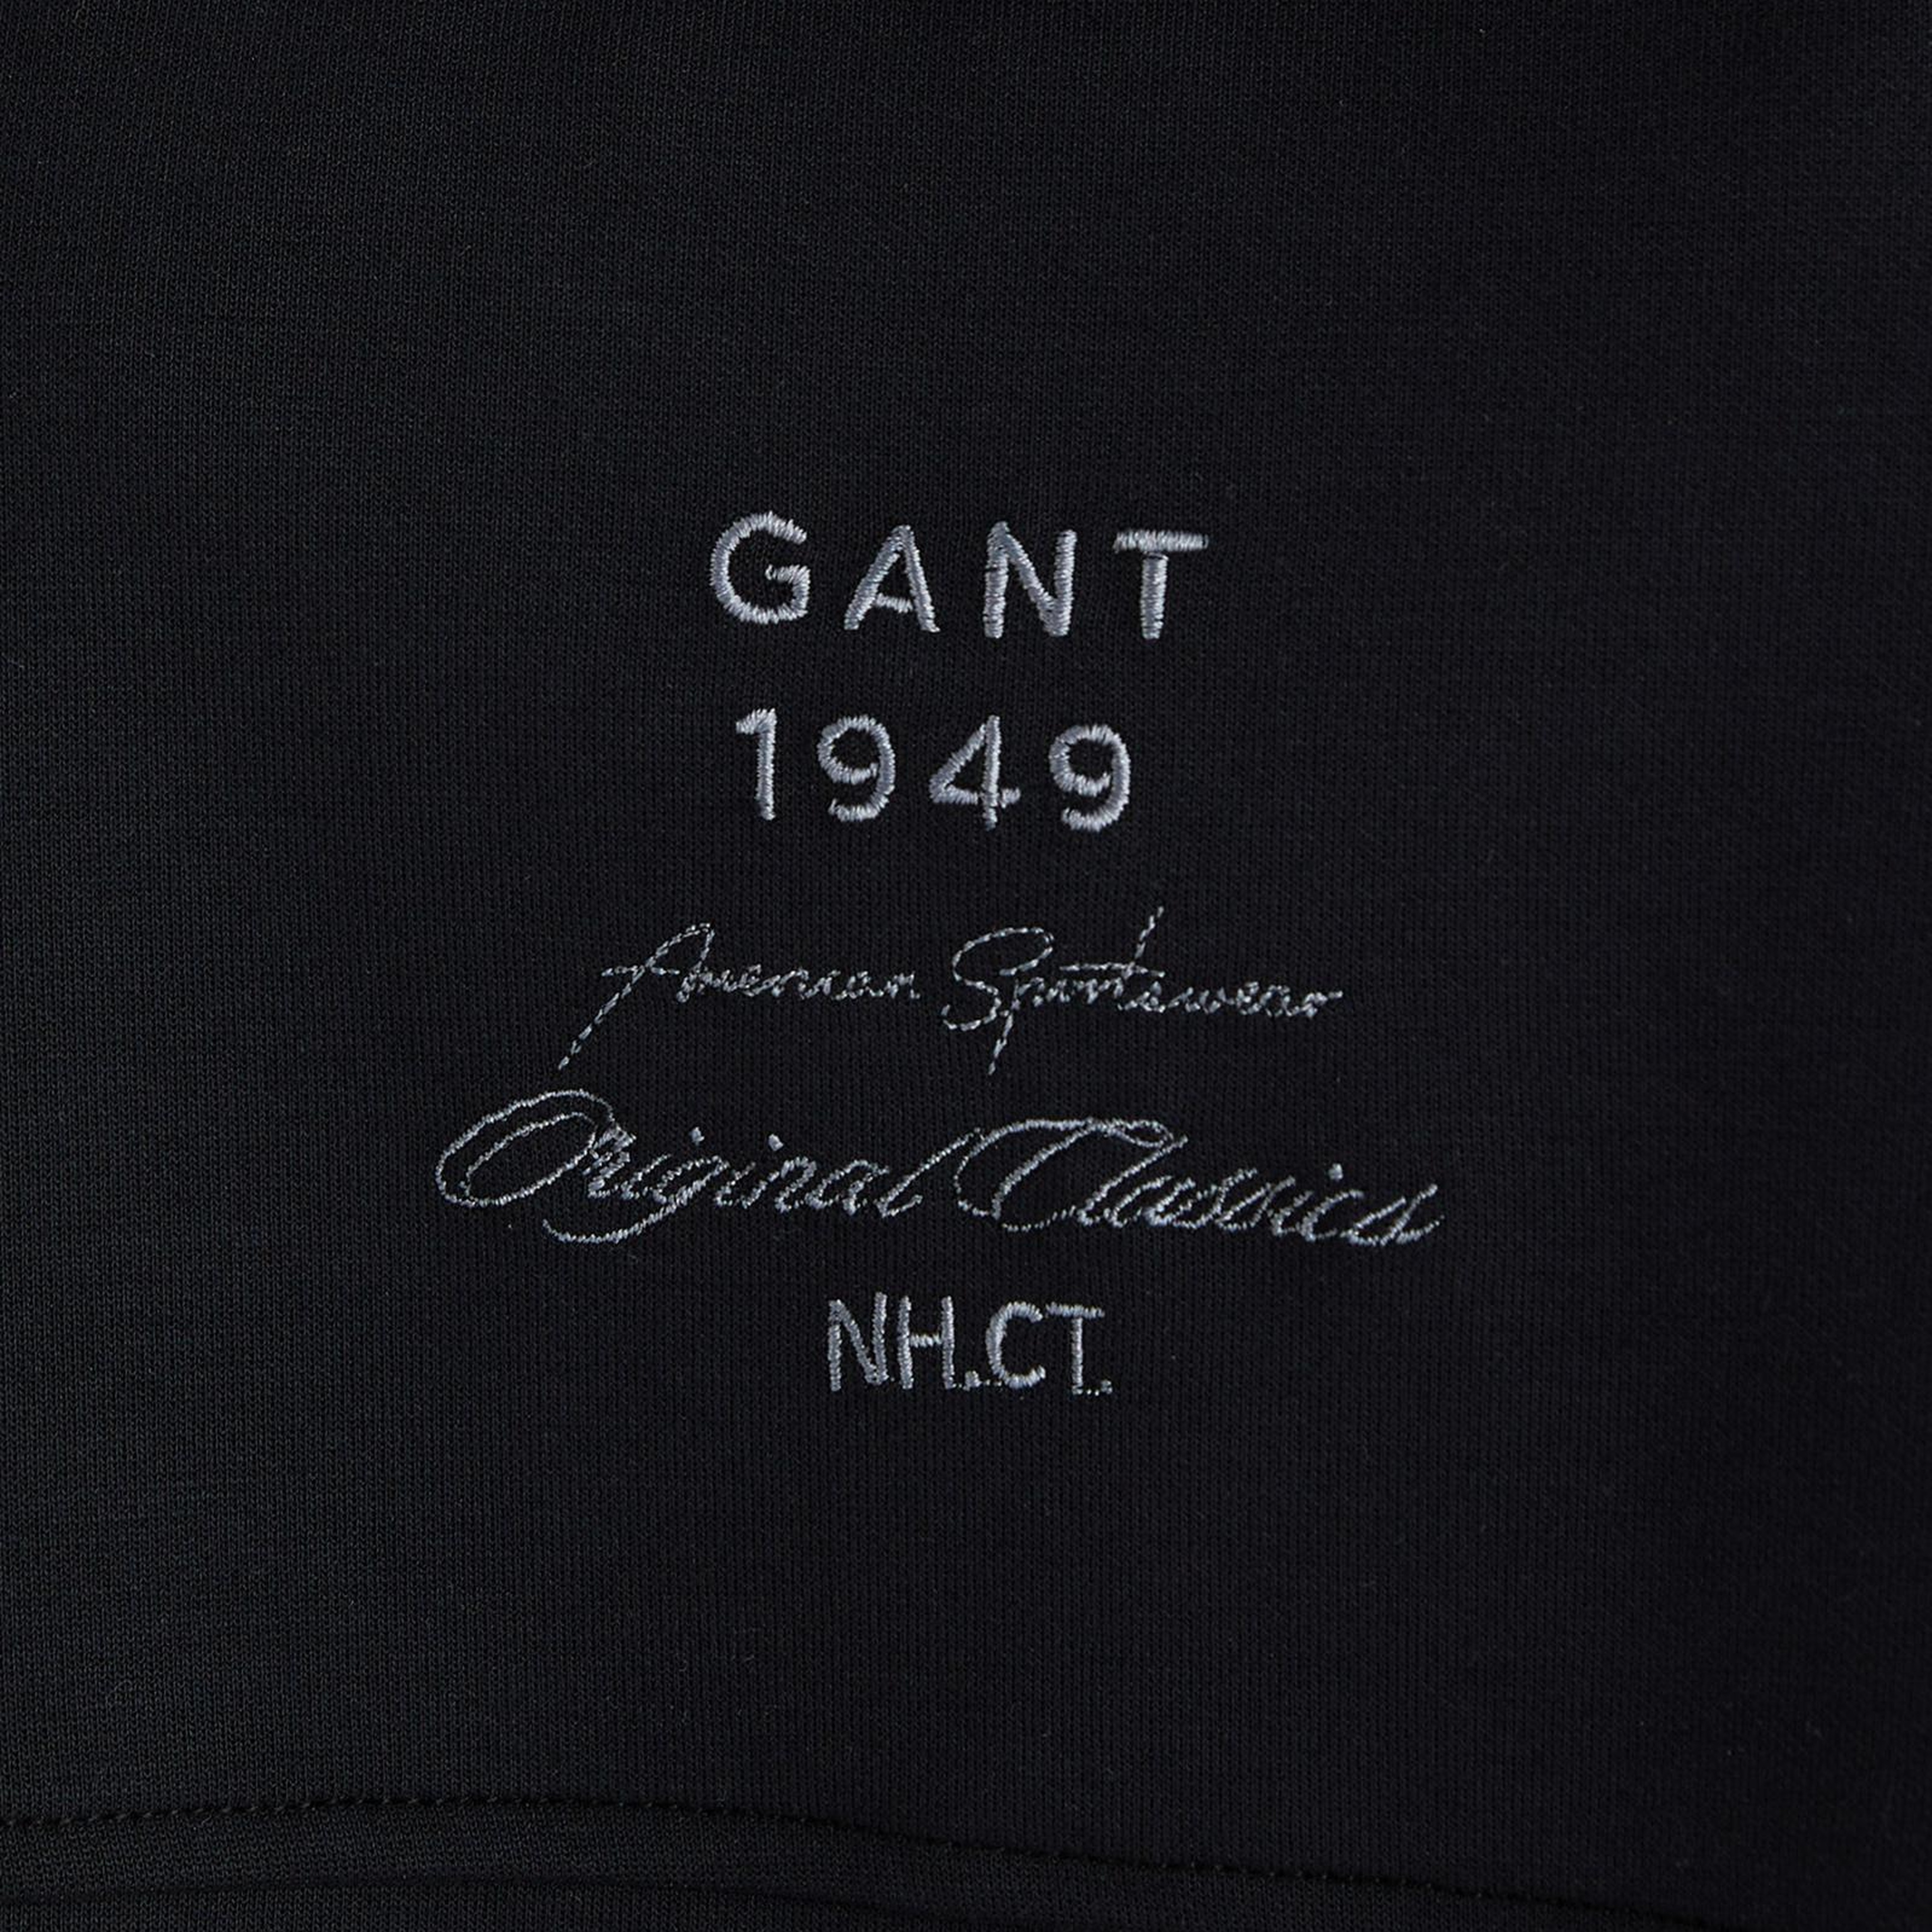 GANT
1949
American Sportswear
Original Classics
NH.CT.